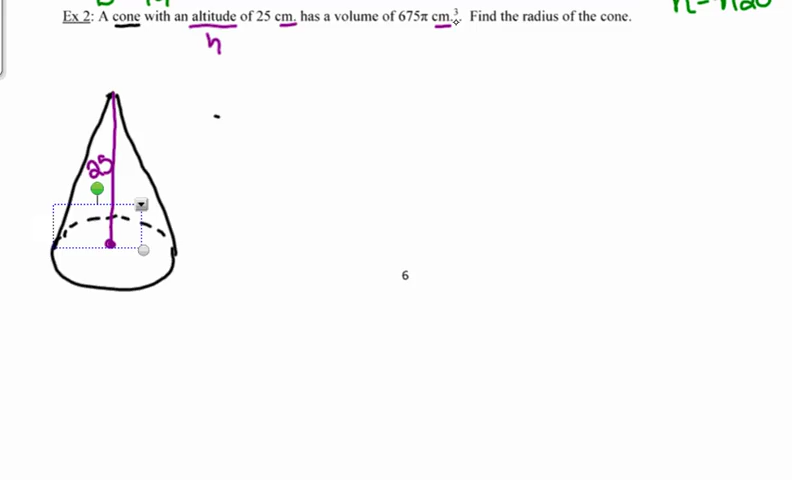 Ex 2: A cone with an altitude of 25 cm. has a volume of 675π cm.³. Find the radius of the cone.
h
25
6